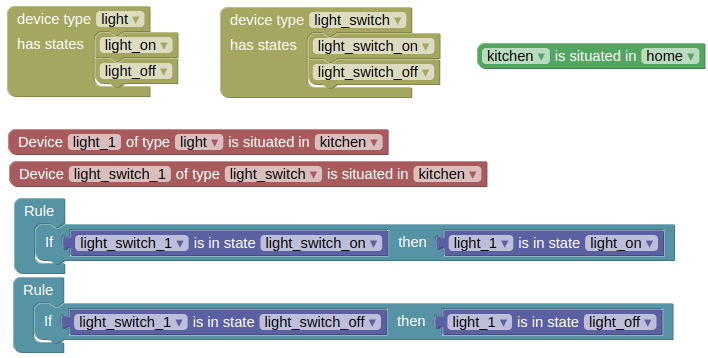 device type light
has states light_on
light_off
device type light_switch
has states light_switch_on
light_switch_off
kitchen is situated in home
Device light_1 of type light is situated in kitchen
Device light_switch_1 of type light_switch is situated in kitchen
Rule
If light_switch_1 is in state light_switch_on then light_1 is in state light_on
Rule
If light_switch_1 is in state light_switch_off then light_1 is in state light_off